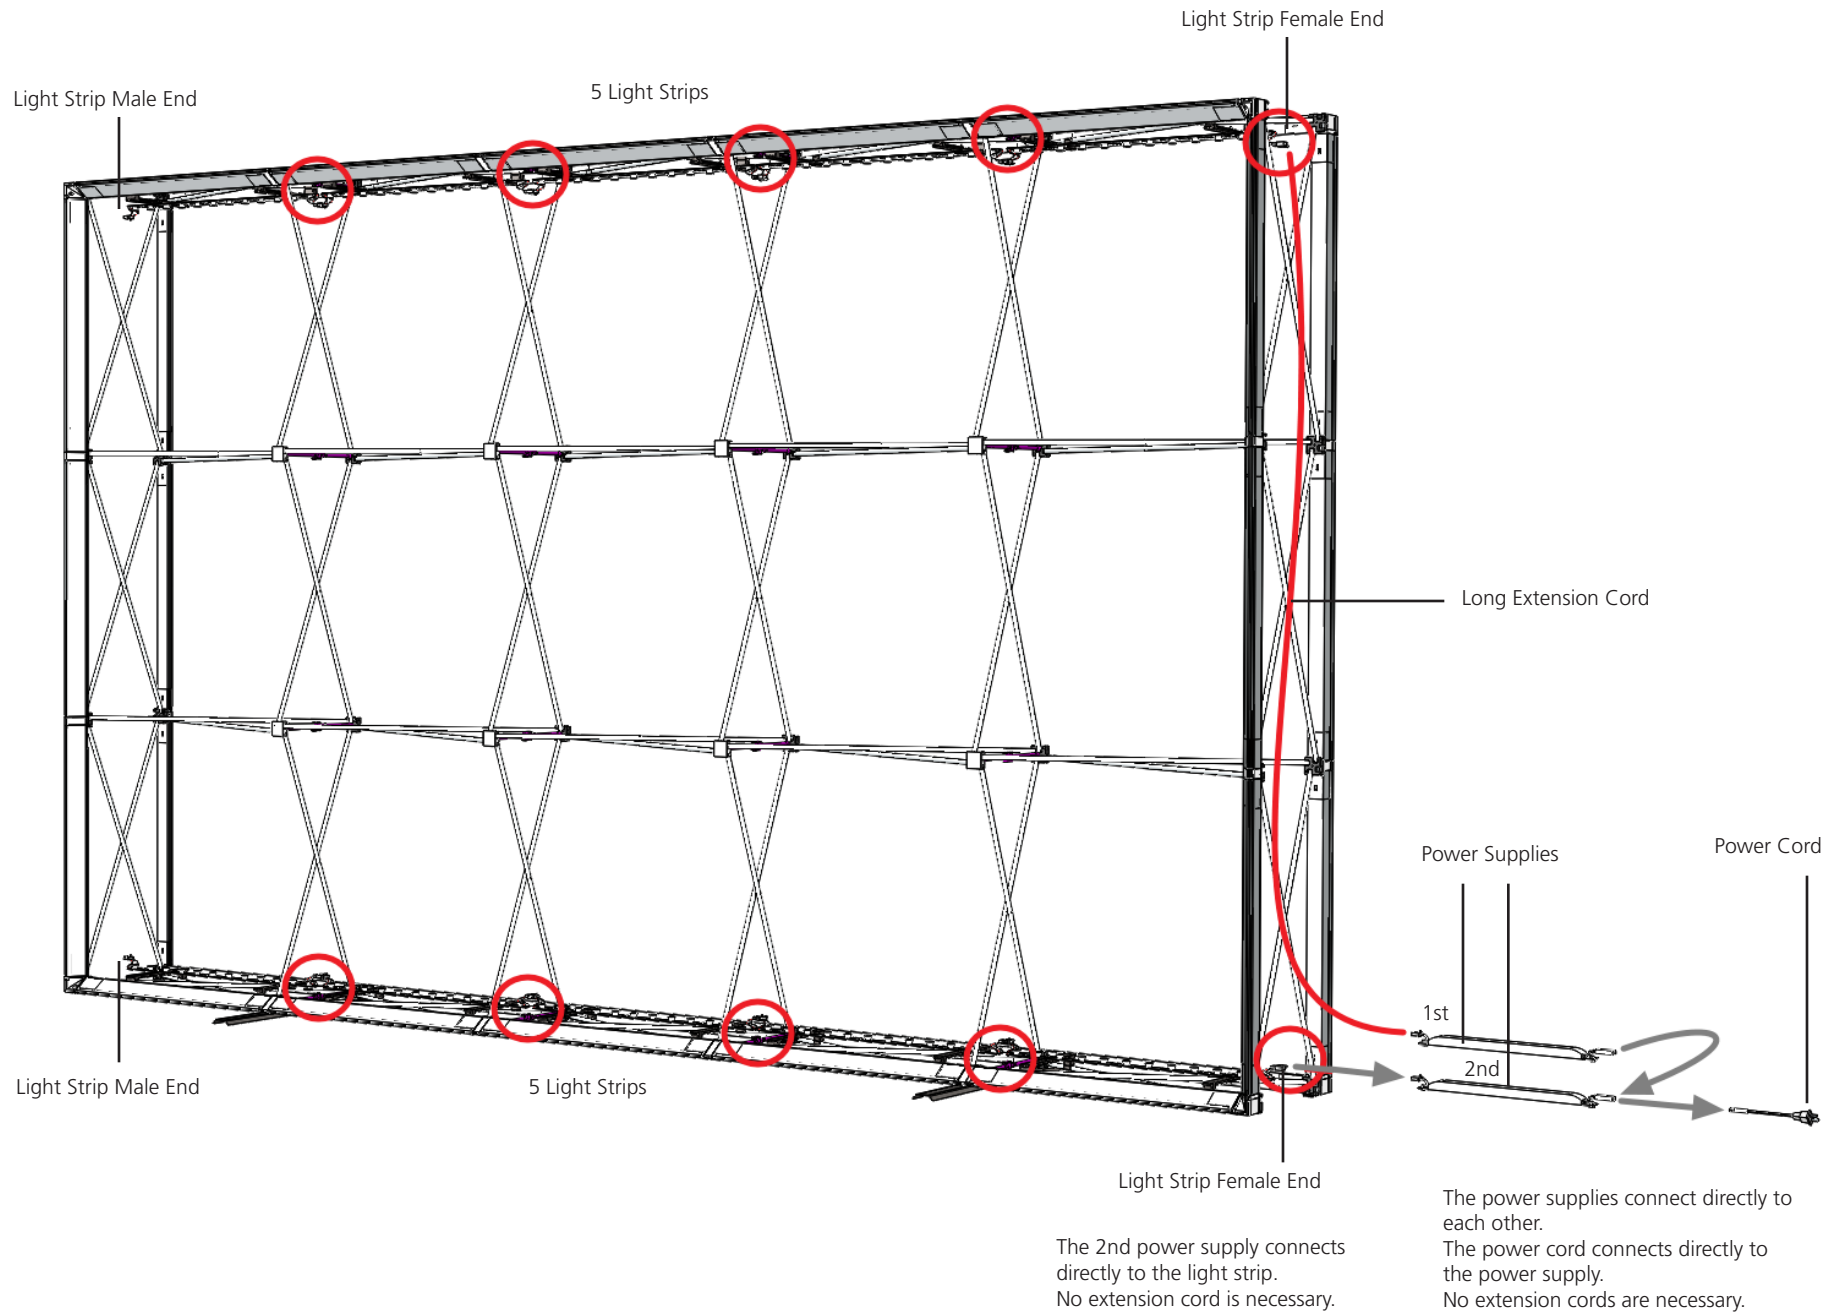 Light Strip Female End
5 Light Strips
Light Strip Male End
Long Extension Cord
Power Supplies
Power Cord
1st
2nd
Light Strip Male End
5 Light Strips
Light Strip Female End
The 2nd power supply connects
directly to the light strip.
No extension cord is necessary.
The power supplies connect directly to
each other.
The power cord connects directly to
the power supply.
No extension cords are necessary.